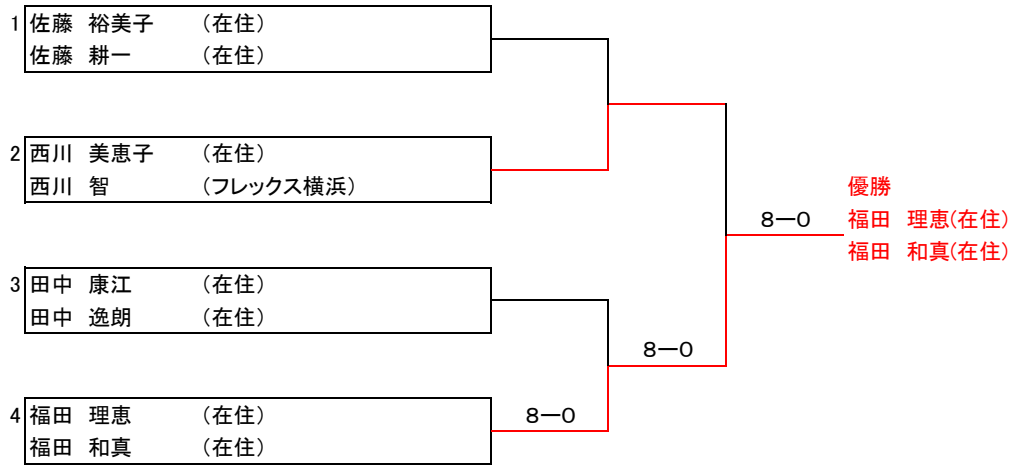 1 佐藤 裕美子 (在住)
佐藤 耕一 (在住)
2 西川 美恵子 (在住)
西川 智 (フレックス横浜)
3 田中 康江 (在住)
田中 逸朗 (在住)
4 福田 理恵 (在住)
福田 和真 (在住)
8ー0
8ー0
8ー0
優勝
福田 理恵(在住)
福田 和真(在住)